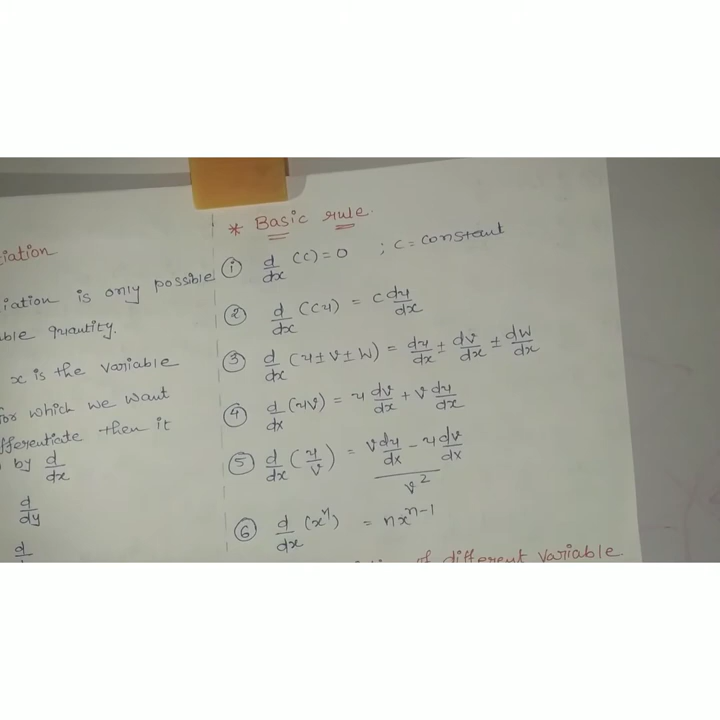 iation
iation is only possible
ble quantity.
x is the variable
for which we want
fferentiate then it
by d/dx
d/dy
d
* Basic rule.
① d/dx (c) = 0 ; c = constant
② d/dx (cu) = c du/dx
③ d/dx (u ± v ± w) = du/dx ± dv/dx ± dw/dx
④ d/dx (uv) = u dv/dx + v du/dx
⑤ d/dx (u/v) = (v du/dx - u dv/dx)/v²
⑥ d/dx (xⁿ) = nxⁿ⁻¹
of different variable.